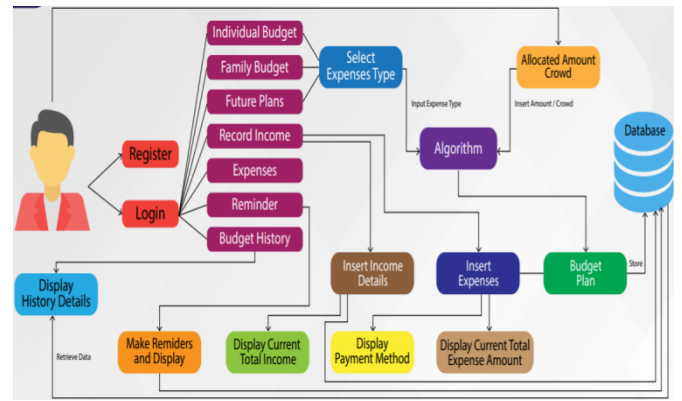 Individual Budget
Family Budget
Future Plans
Record Income
Expenses
Reminder
Budget History
Select
Expenses Type
Allocated Amount
Crowd
Input Expense Type
Insert Amount / Crowd
Algorithm
Database
Register
Login
Display
History Details
Insert Income
Details
Insert
Expenses
Budget
Plan
Store
Make Remiders
and Display
Display Current
Total Income
Display
Payment Method
Display Current Total
Expense Amount
Retrieve Data